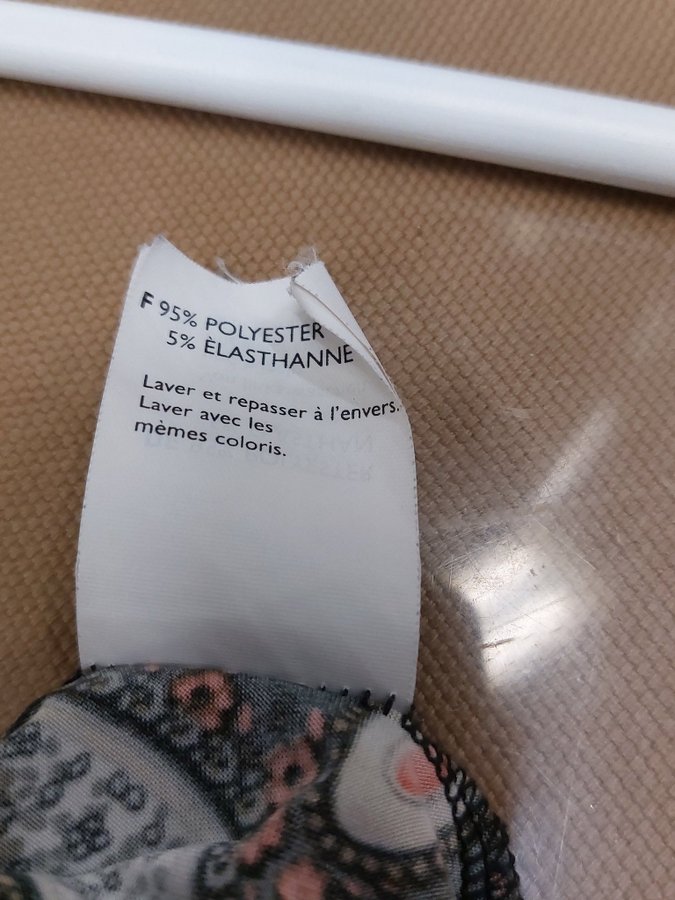 F 95% POLYESTER
5% ÈLASTHANNE
Laver et repasser à l'envers.
Laver avec les
mèmes coloris.